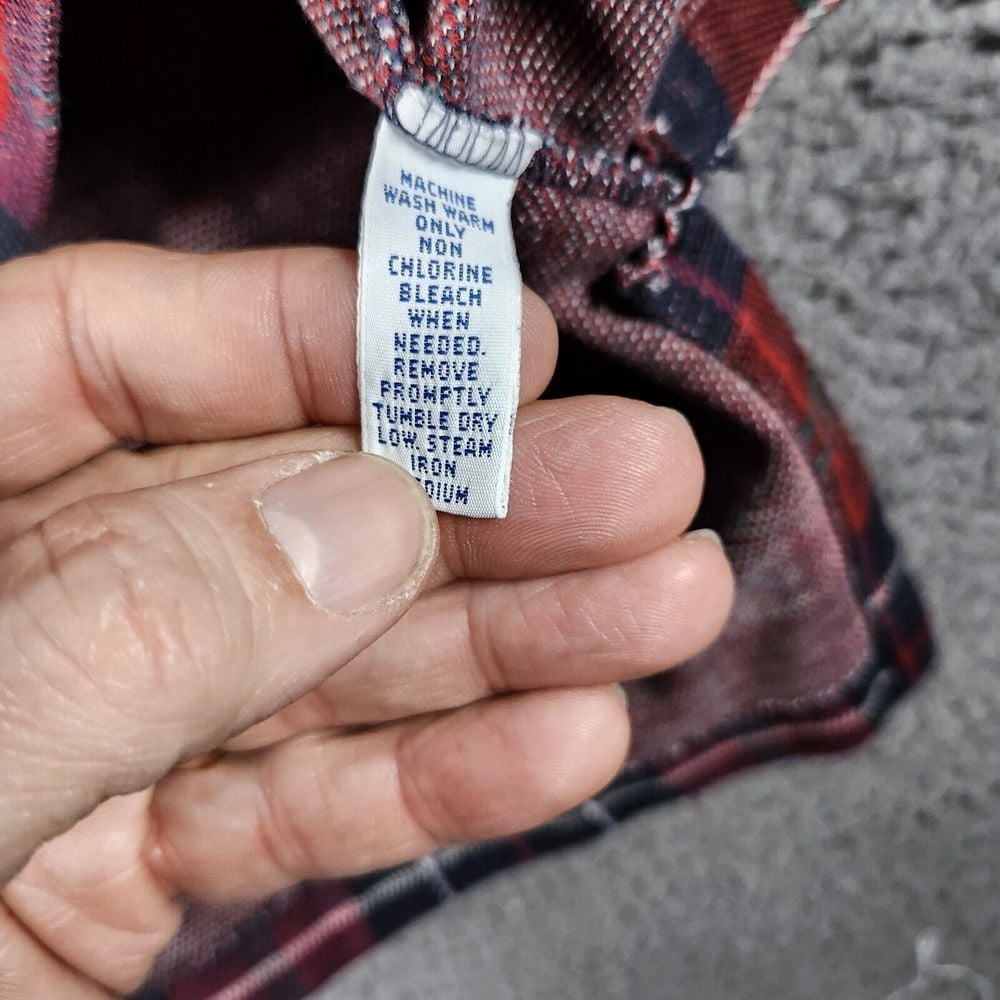 MACHINE
WASH WARM
ONLY
NON
CHLORINE
BLEACH
WHEN
NEEDED.
REMOVE
PROMPTLY
TUMBLE DRY
LOW. STEAM
IRON